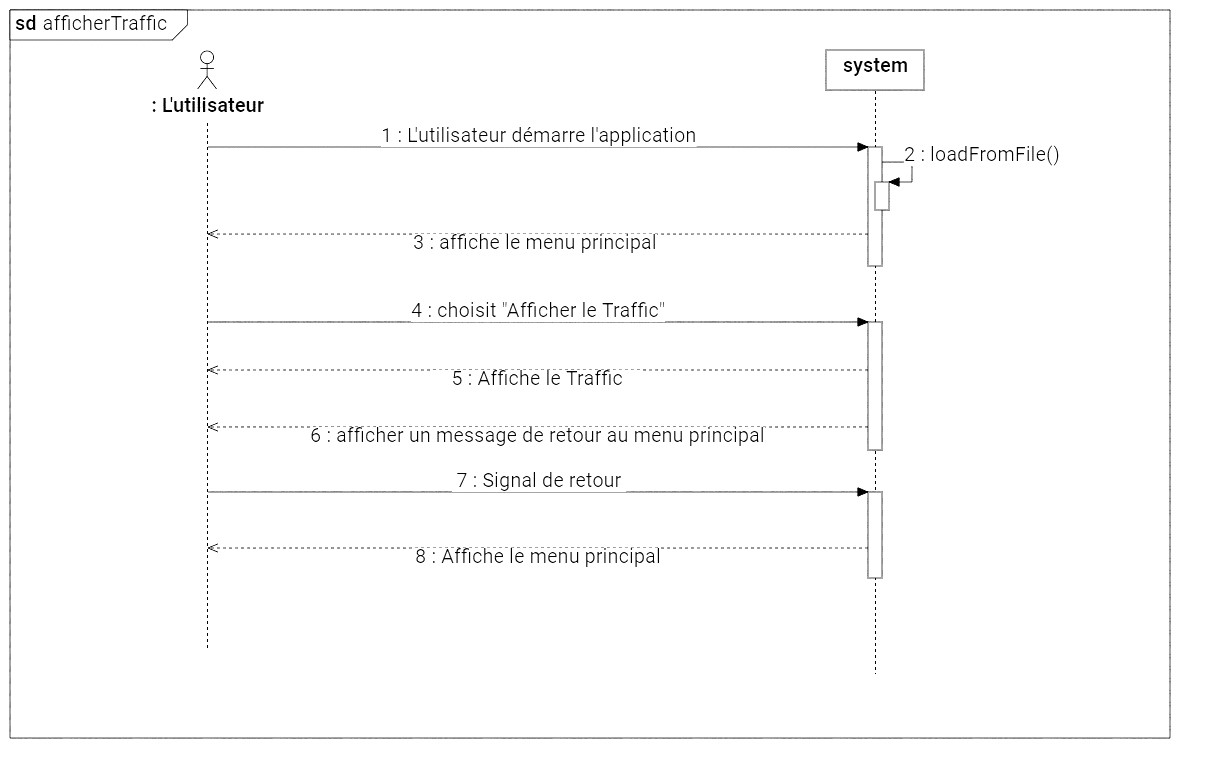 sd afficherTraffic
: L'utilisateur
system
1 : L'utilisateur démarre l'application
2 : loadFromFile()
3 : affiche le menu principal
4 : choisit "Afficher le Traffic"
5 : Affiche le Traffic
6 : afficher un message de retour au menu principal
7 : Signal de retour
8 : Affiche le menu principal